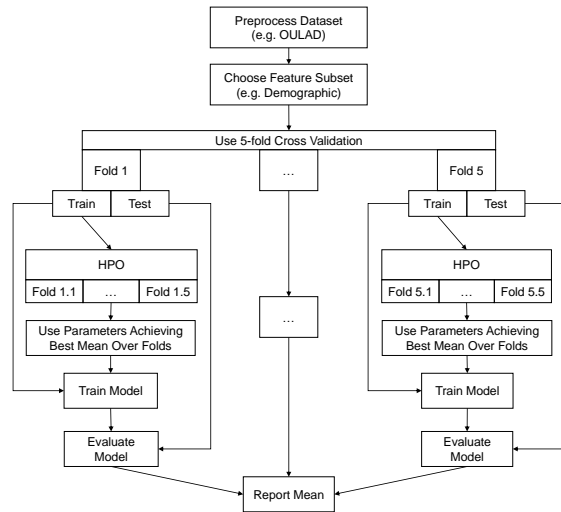 Preprocess Dataset
(e.g. OULAD)
Choose Feature Subset
(e.g. Demographic)
Use 5-fold Cross Validation
Fold 1
...
Fold 5
Train
Test
Train
Test
HPO
HPO
Fold 1.1
...
Fold 1.5
Fold 5.1
...
Fold 5.5
...
Use Parameters Achieving
Best Mean Over Folds
Use Parameters Achieving
Best Mean Over Folds
Train Model
Train Model
Evaluate
Model
Evaluate
Model
Report Mean